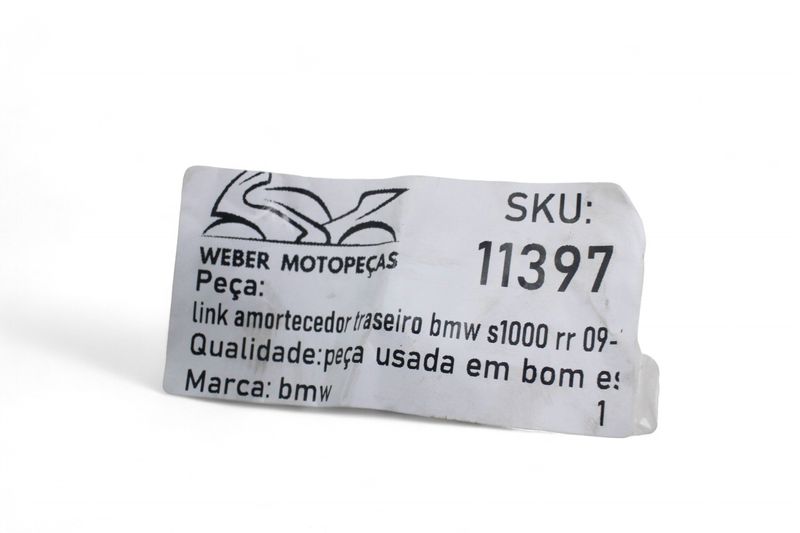 WEBER MOTOPEÇAS
SKU:
11397
Peça:
link amortecedor traseiro bmw s1000 rr 09-
Qualidade:peça usada em bom es
Marca: bmw
1